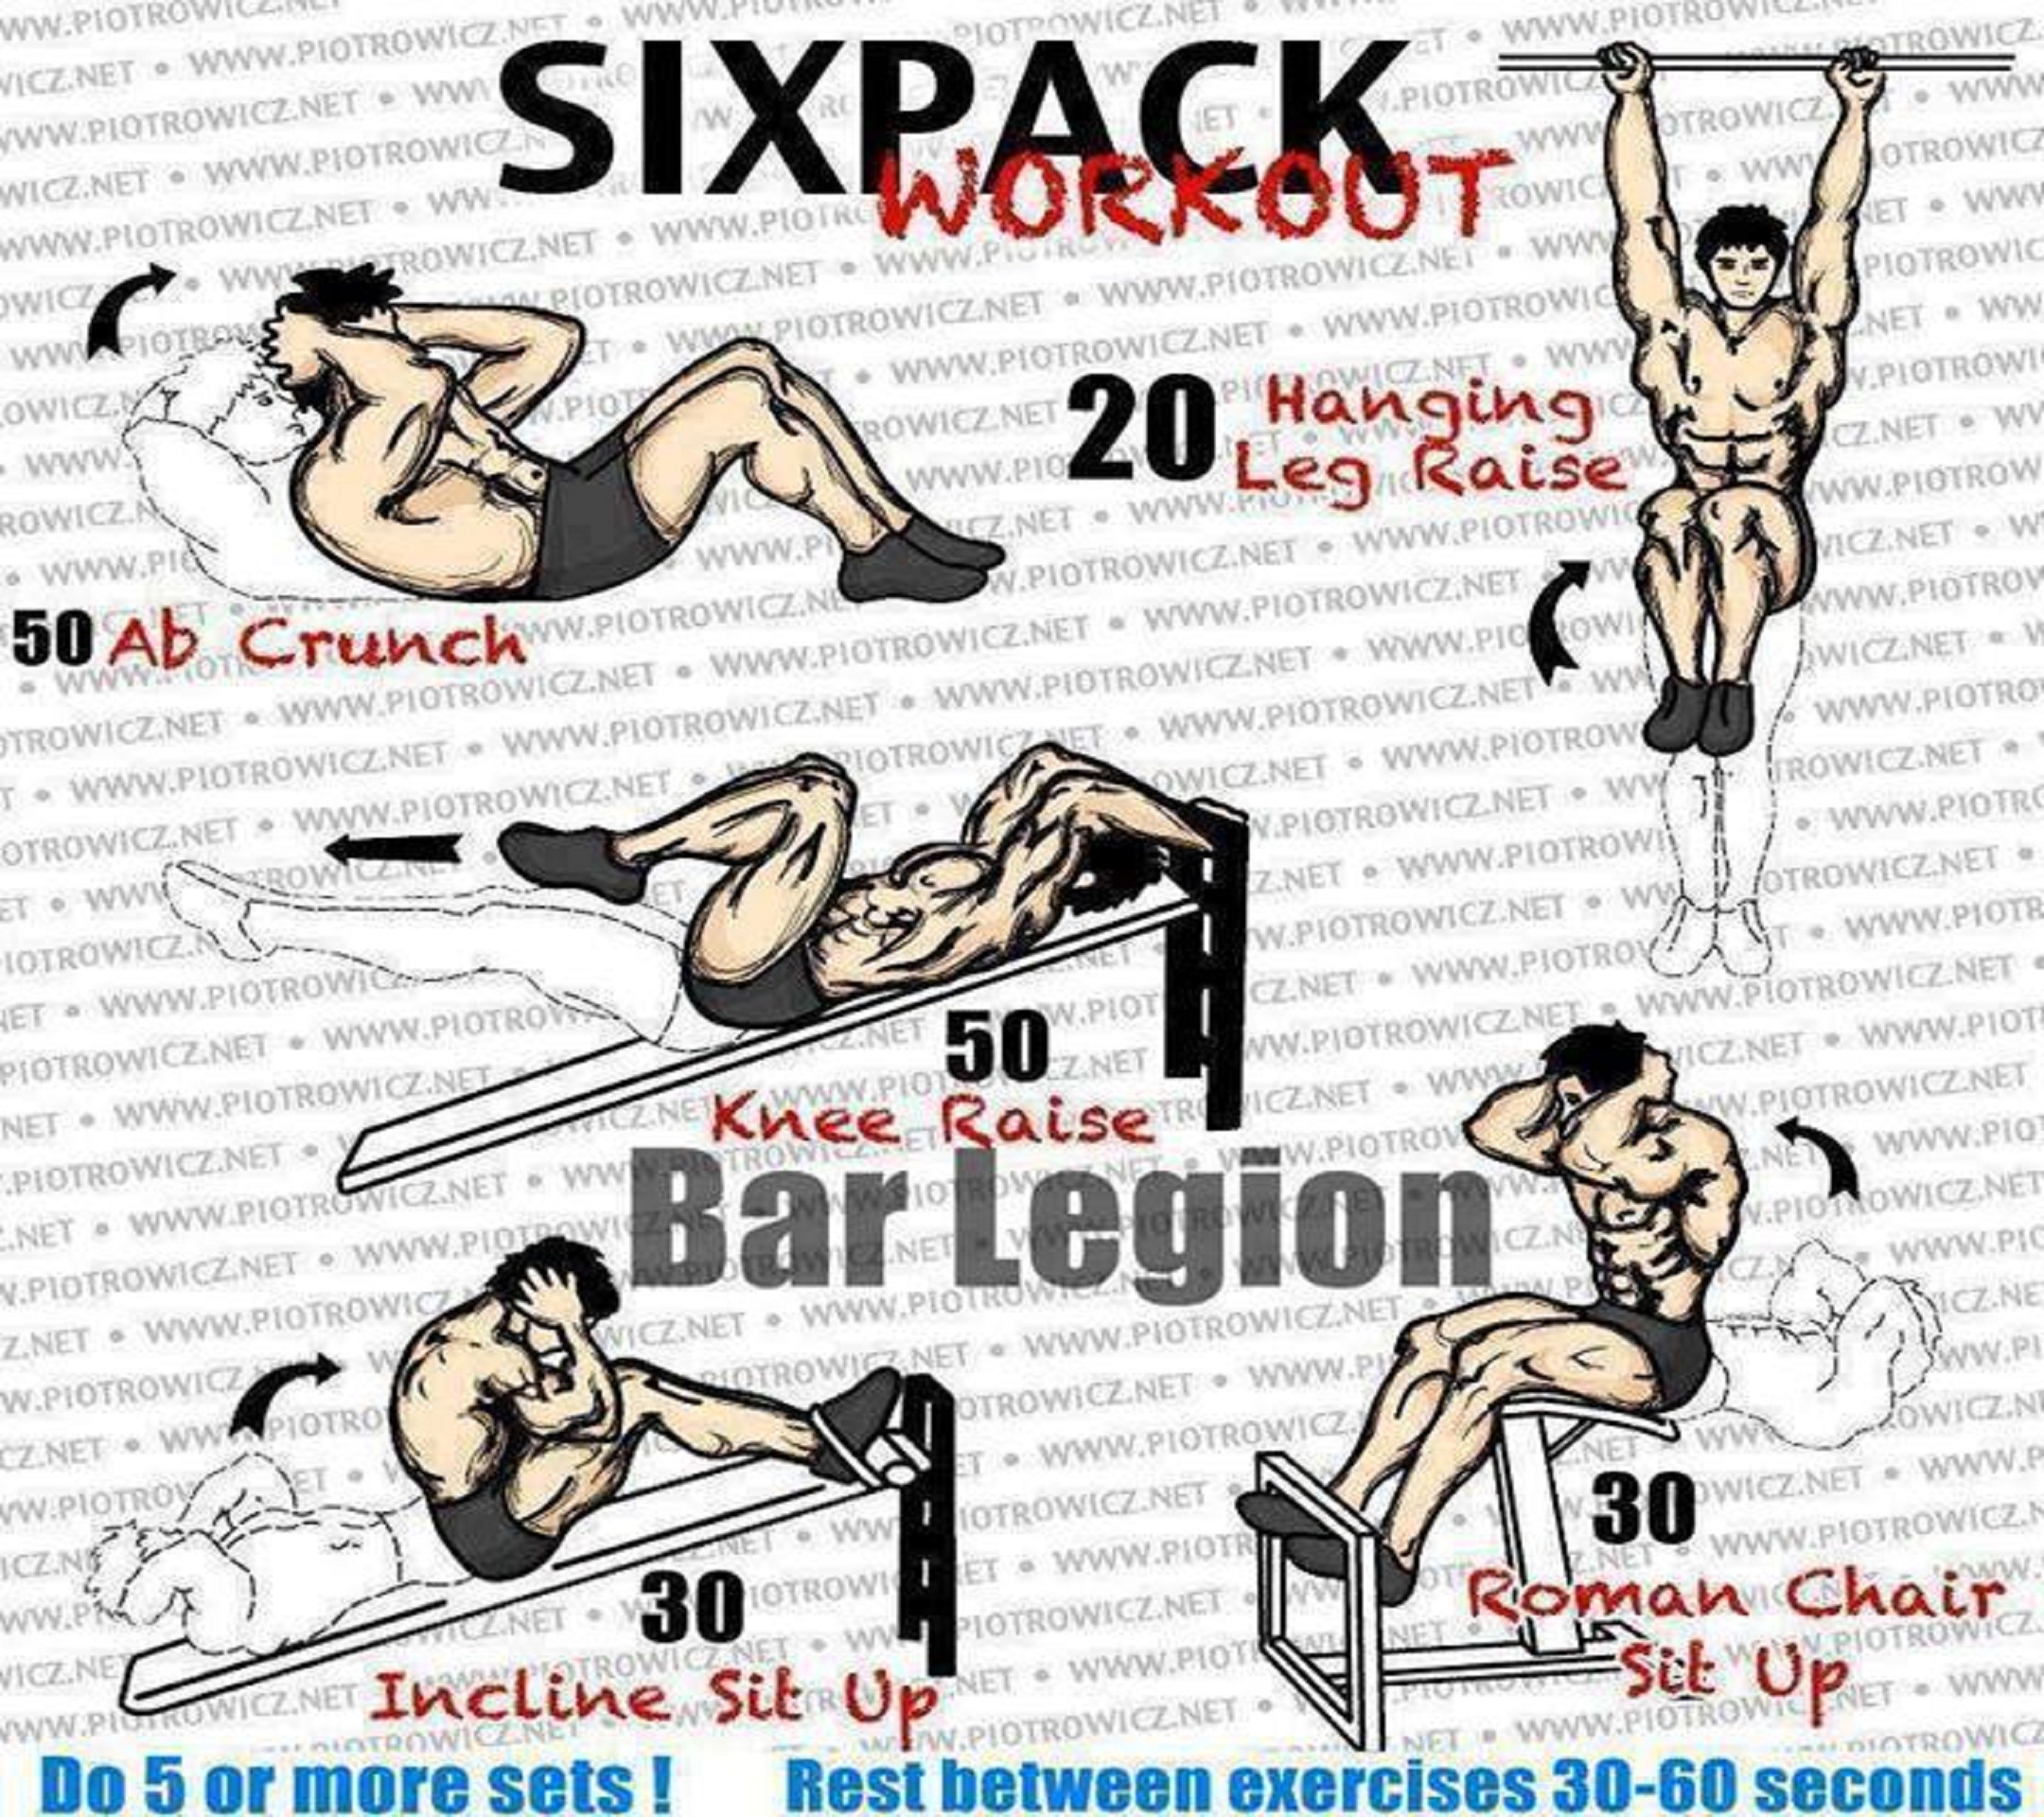 SIXPACK
WORKOUT
20 Hanging
Leg Raise
50 Ab Crunch
50
Knee Raise
Bar Legion
30
Incline Sit Up
30
Roman Chair
Sit Up
Do 5 or more sets ! Rest between exercises 30-60 seconds
WWW.PIOTROWICZ.NET